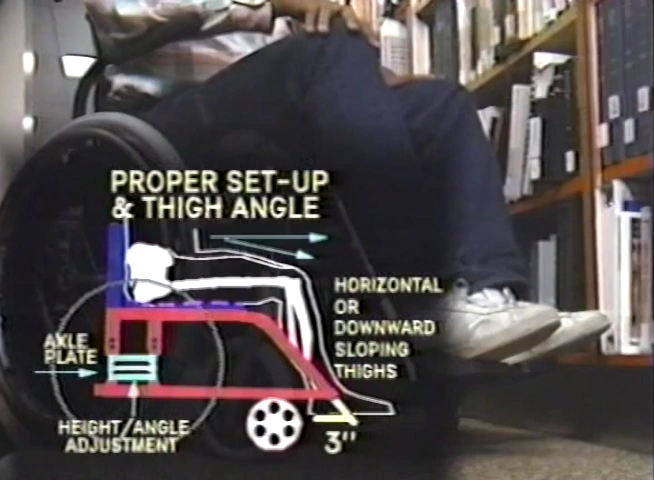 PROPER SET-UP
& THIGH ANGLE
HORIZONTAL
OR
DOWNWARD
SLOPING
THIGHS
AXLE
PLATE
HEIGHT/ANGLE
ADJUSTMENT
3"